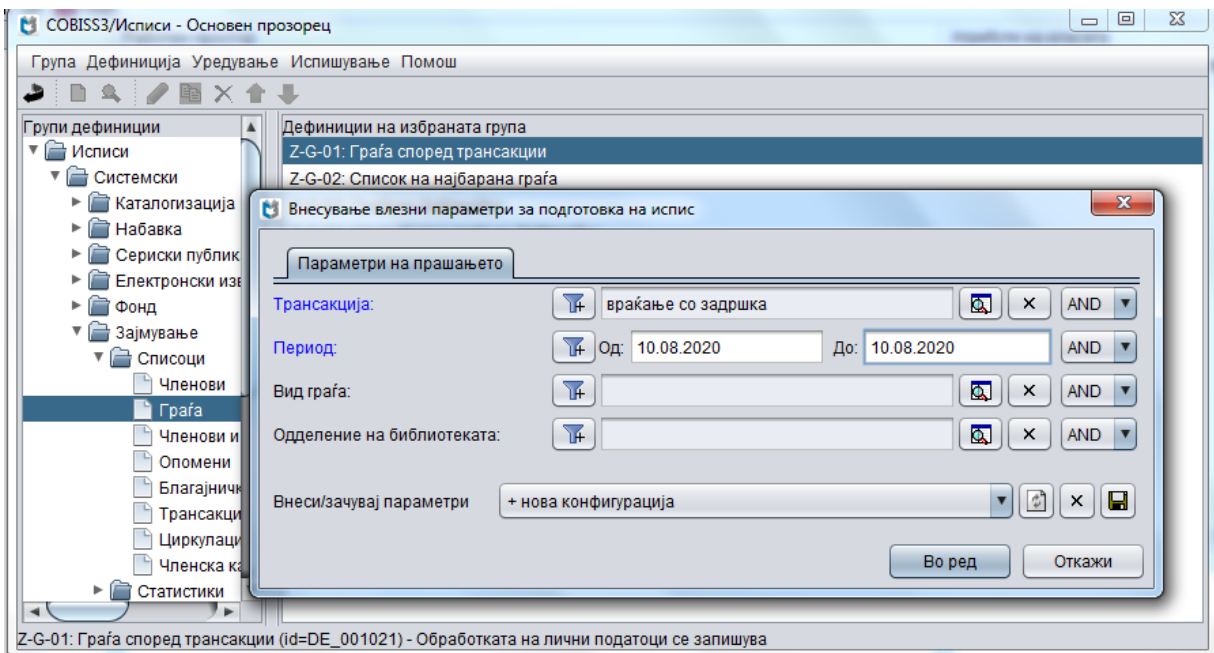 COBISS3/Исписи - Основен прозорец
Група Дефиниција Уредување Испишување Помош
Групи дефиниции
Дефиниции на избраната група
Исписи
Z-G-01: Граѓа според трансакции
Системски
Z-G-02: Список на најбарана граѓа
Каталогизација
Набавка
Сериски публик
Електронски изв
Фонд
Зајмување
Списоци
Членови
Граѓа
Членови и
Опомени
Благајничк
Трансакци
Циркулаци
Членска ка
Статистики
Внесување влезни параметри за подготовка на испис
Параметри на прашањето
Трансакција: враќање со задршка AND
Период: Од: 10.08.2020 До: 10.08.2020 AND
Вид граѓа: AND
Одделение на библиотеката: AND
Внеси/зачувај параметри + нова конфигурација
Во ред Откажи
Z-G-01: Граѓа според трансакции (id=DE_001021) - Обработката на лични податоци се запишува